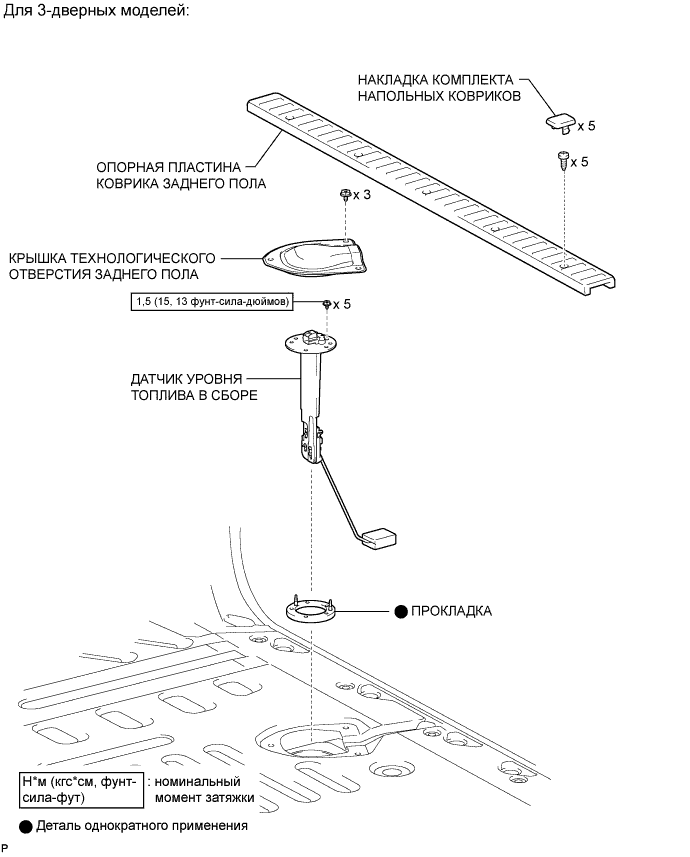 Для 3-дверных моделей:
НАКЛАДКА КОМПЛЕКТА
НАПОЛЬНЫХ КОВРИКОВ
x 5
x 5
ОПОРНАЯ ПЛАСТИНА
КОВРИКА ЗАДНЕГО ПОЛА
x 3
КРЫШКА ТЕХНОЛОГИЧЕСКОГО
ОТВЕРСТИЯ ЗАДНЕГО ПОЛА
1,5 (15, 13 фунт-сила-дюймов)
x 5
ДАТЧИК УРОВНЯ
ТОПЛИВА В СБОРЕ
ПРОКЛАДКА
Н*м (кгс*см, фунт-
сила-фут)
: номинальный
момент затяжки
Деталь однократного применения
P